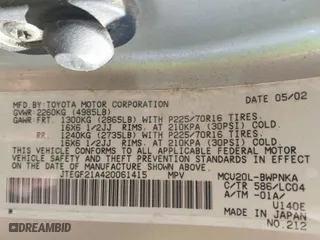 MFD.BY:TOYOTA MOTOR CORPORATION DATE 05/02
GVWR 2260KG (4985LB)
GAWR FRT. 1300KG (2865LB) WITH P225/70R16 TIRES.
16X6 1/2JJ RIMS. AT 210KPA(30PSI) COLD.
RR. 1240KG (2735LB) WITH P225/70R16 TIRES.
16X6 1/2JJ RIMS. AT 210KPA(30PSI) COLD.
THIS VEHICLE CONFORMS TO ALL APPLICABLE
FEDERAL MOTOR VEHICLE SAFETY AND
THEFT PREVENTION STANDARDS IN EFFECT ON
THE DATE OF MANUFACTURE SHOWN ABOVE.
JTEGF21A420061415 MPV
MCU20L-BWPNKA
C/TR 586/LC04
A/TM -01A/
U140E
MADE IN JAPAN
NO.212